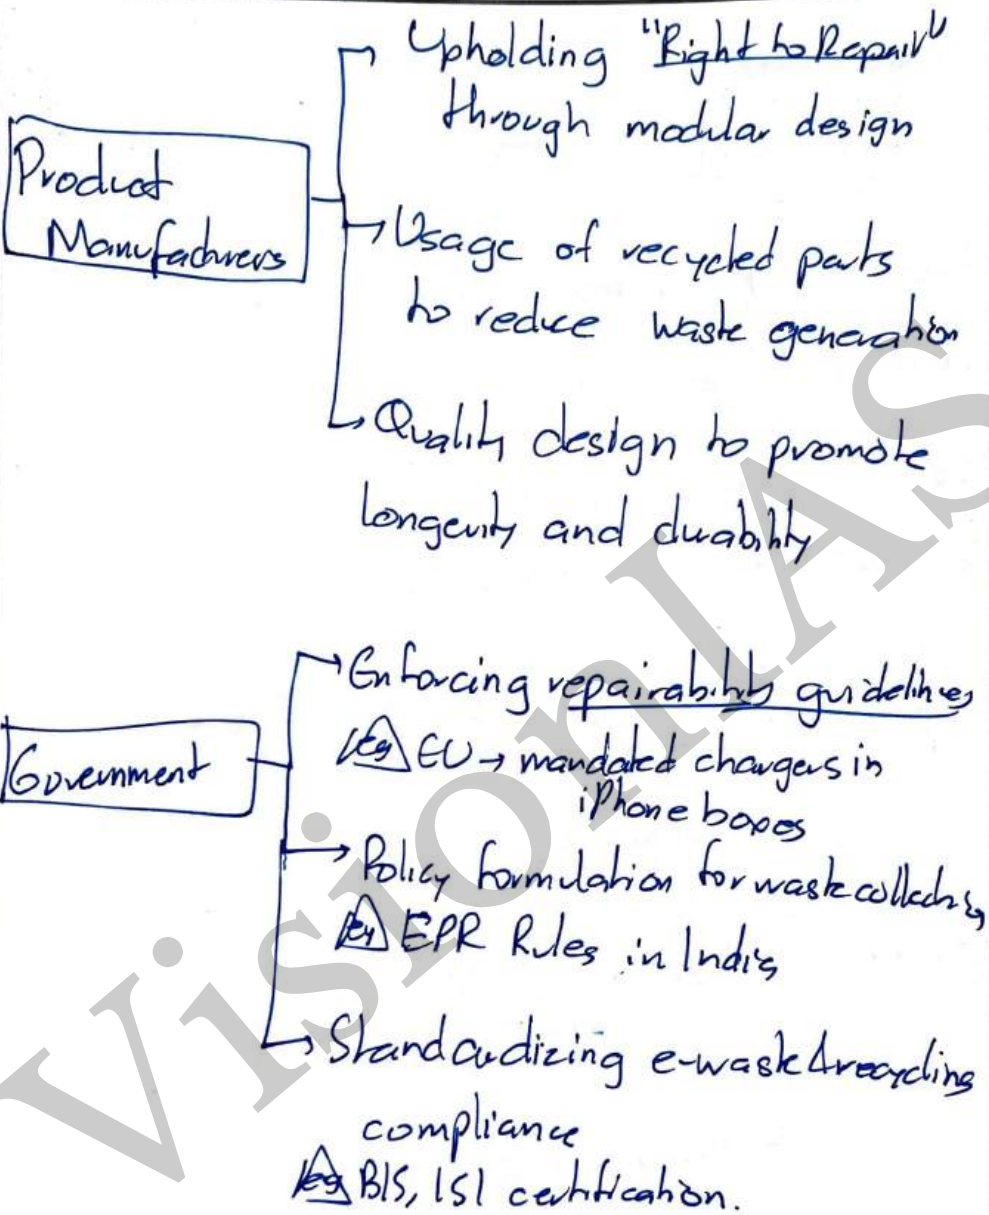 Upholding "Right to Repair"
through modular design
Product
Manufacturers
Usage of recycled parts
to reduce waste generation
Quality design to promote
longevity and durability
Enforcing repairability guidelines
eg EU → mandated chargers in
iPhone boxes
Government
Policy formulation for waste collection,
eg EPR Rules in India
Standardizing e-waste & recycling
compliance
eg BIS, ISI certification.
VisionIAS